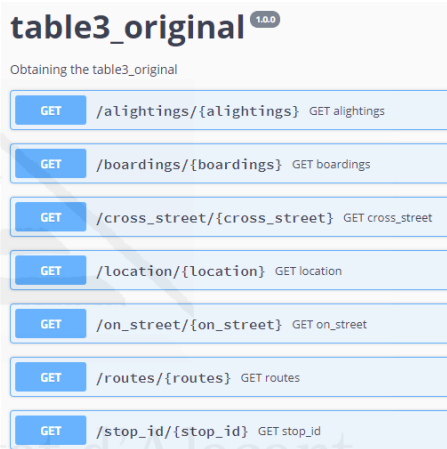 table3_original 1.0.0
Obtaining the table3_original
GET /alightings/{alightings} GET alightings
GET /boardings/{boardings} GET boardings
GET /cross_street/{cross_street} GET cross_street
GET /location/{location} GET location
GET /on_street/{on_street} GET on_street
GET /routes/{routes} GET routes
GET /stop_id/{stop_id} GET stop_id